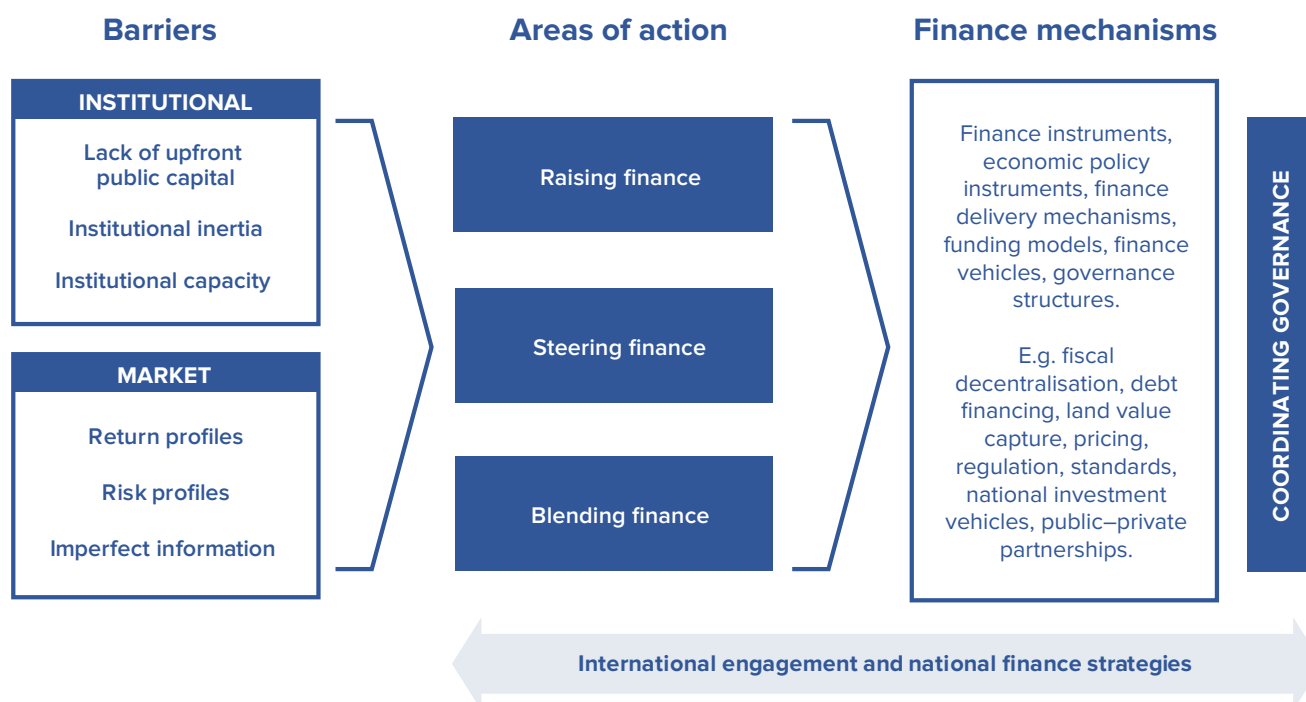 Barriers
Areas of action
Finance mechanisms
INSTITUTIONAL
Lack of upfront
public capital
Institutional inertia
Institutional capacity
MARKET
Return profiles
Risk profiles
Imperfect information
Raising finance
Steering finance
Blending finance
Finance instruments,
economic policy
instruments, finance
delivery mechanisms,
funding models, finance
vehicles, governance
structures.
E.g. fiscal
decentralisation, debt
financing, land value
capture, pricing,
regulation, standards,
national investment
vehicles, public–private
partnerships.
COORDINATING GOVERNANCE
International engagement and national finance strategies